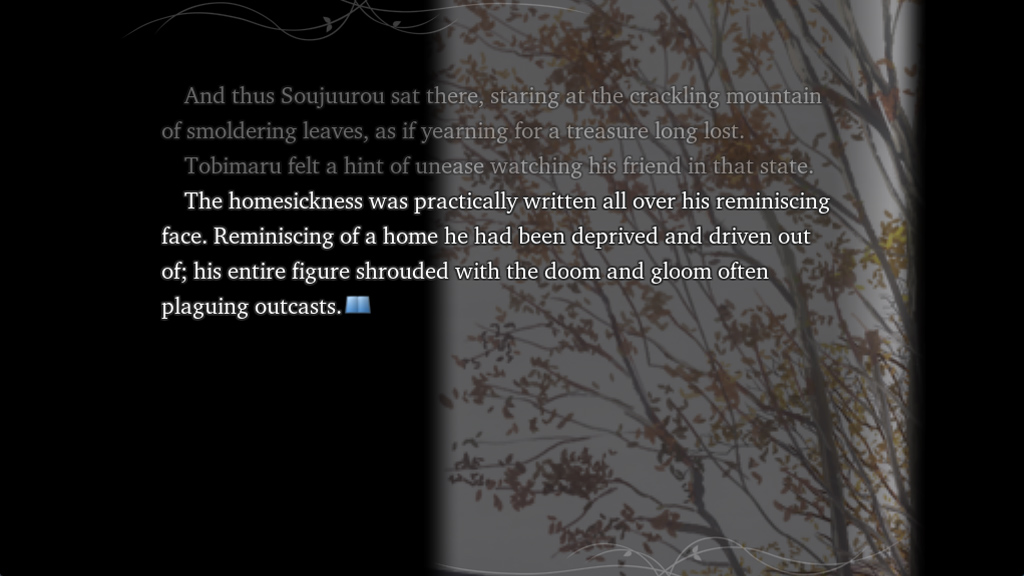 And thus Soujuurou sat there, staring at the crackling mountain
of smoldering leaves, as if yearning for a treasure long lost.
Tobimaru felt a hint of unease watching his friend in that state.
The homesickness was practically written all over his reminiscing
face. Reminiscing of a home he had been deprived and driven out
of; his entire figure shrouded with the doom and gloom often
plaguing outcasts.